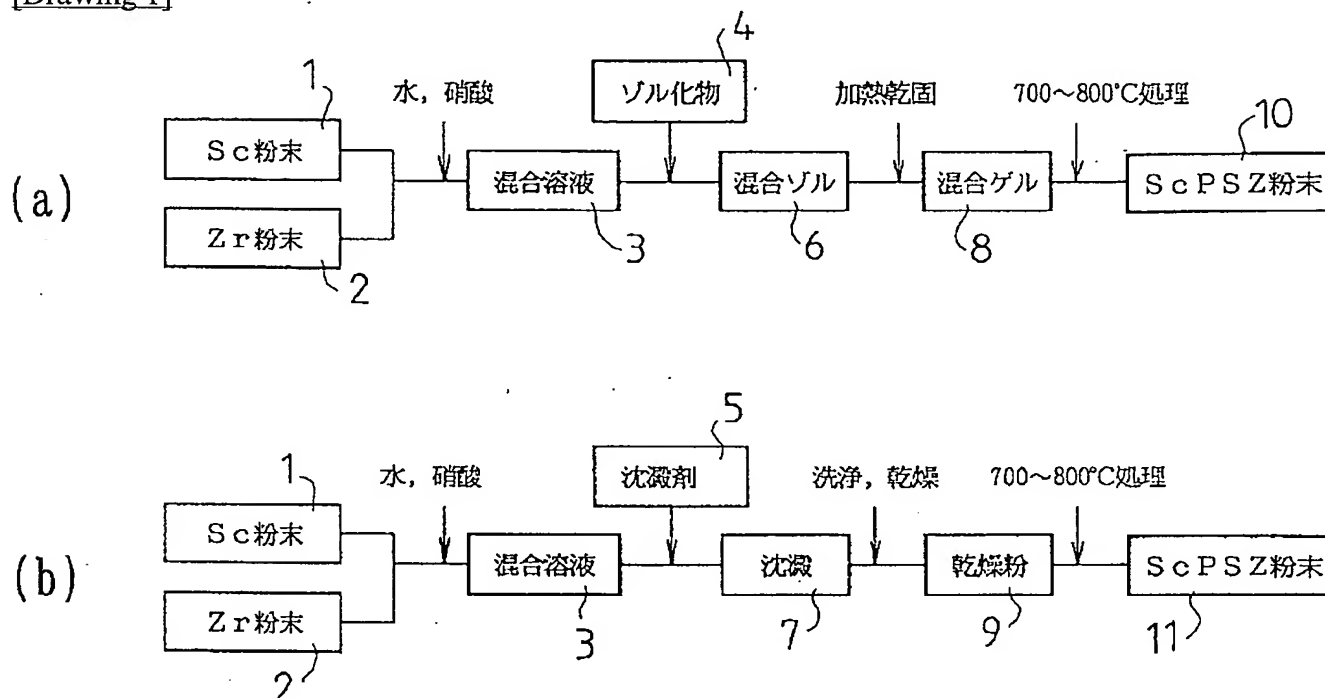 [Drawing 1]
4
1
水，硝酸
ゾル化物
加熱乾固
700～800℃処理
10
Sc粉末
(a)
混合溶液
混合ゾル
混合ゲル
ScPSZ粉末
Zr粉末
3
6
8
2
5
1
水，硝酸
沈澱剤
洗浄，乾燥
700～800℃処理
Sc粉末
(b)
混合溶液
沈澱
乾燥粉
ScPSZ粉末
Zr粉末
3
7
9
11
2